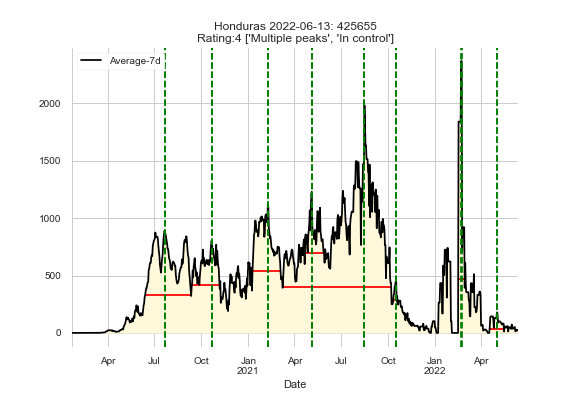 Honduras 2022-06-13: 425655
Rating:4 ['Multiple peaks', 'In control']
Average-7d
2000
1500
1000
500
0
Apr Jul Oct Jan Apr Jul Oct Jan Apr
2021 2022
Date